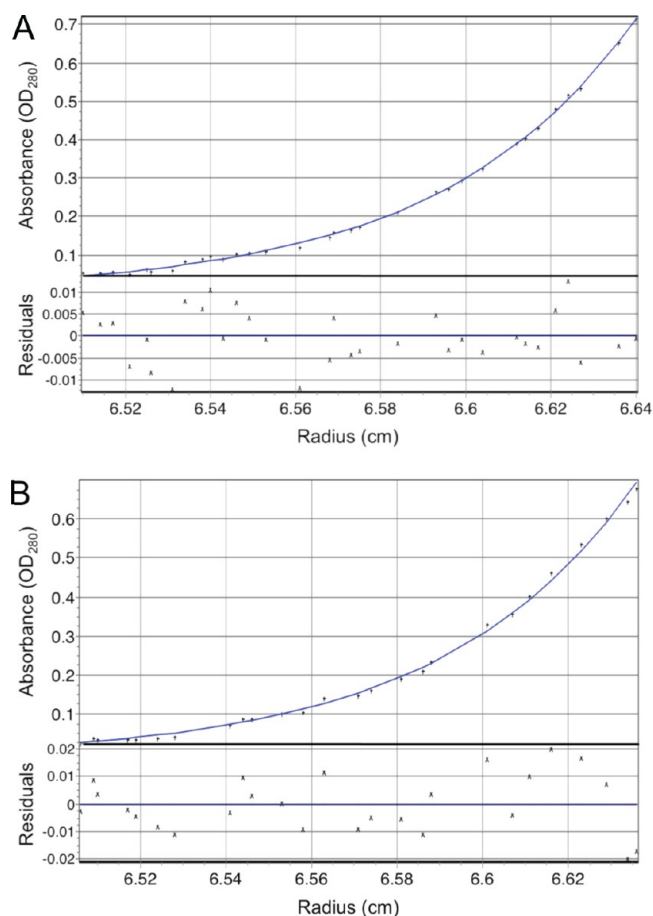 A
0.7
0.6
0.5
0.4
0.3
0.2
0.1
Absorbance (OD280)
0.01
0.005
0
-0.005
-0.01
Residuals
6.52 6.54 6.56 6.58 6.6 6.62 6.64
Radius (cm)
B
0.6
0.5
0.4
0.3
0.2
0.1
Absorbance (OD280)
0.02
0.01
0
-0.01
-0.02
Residuals
6.52 6.54 6.56 6.58 6.6 6.62
Radius (cm)